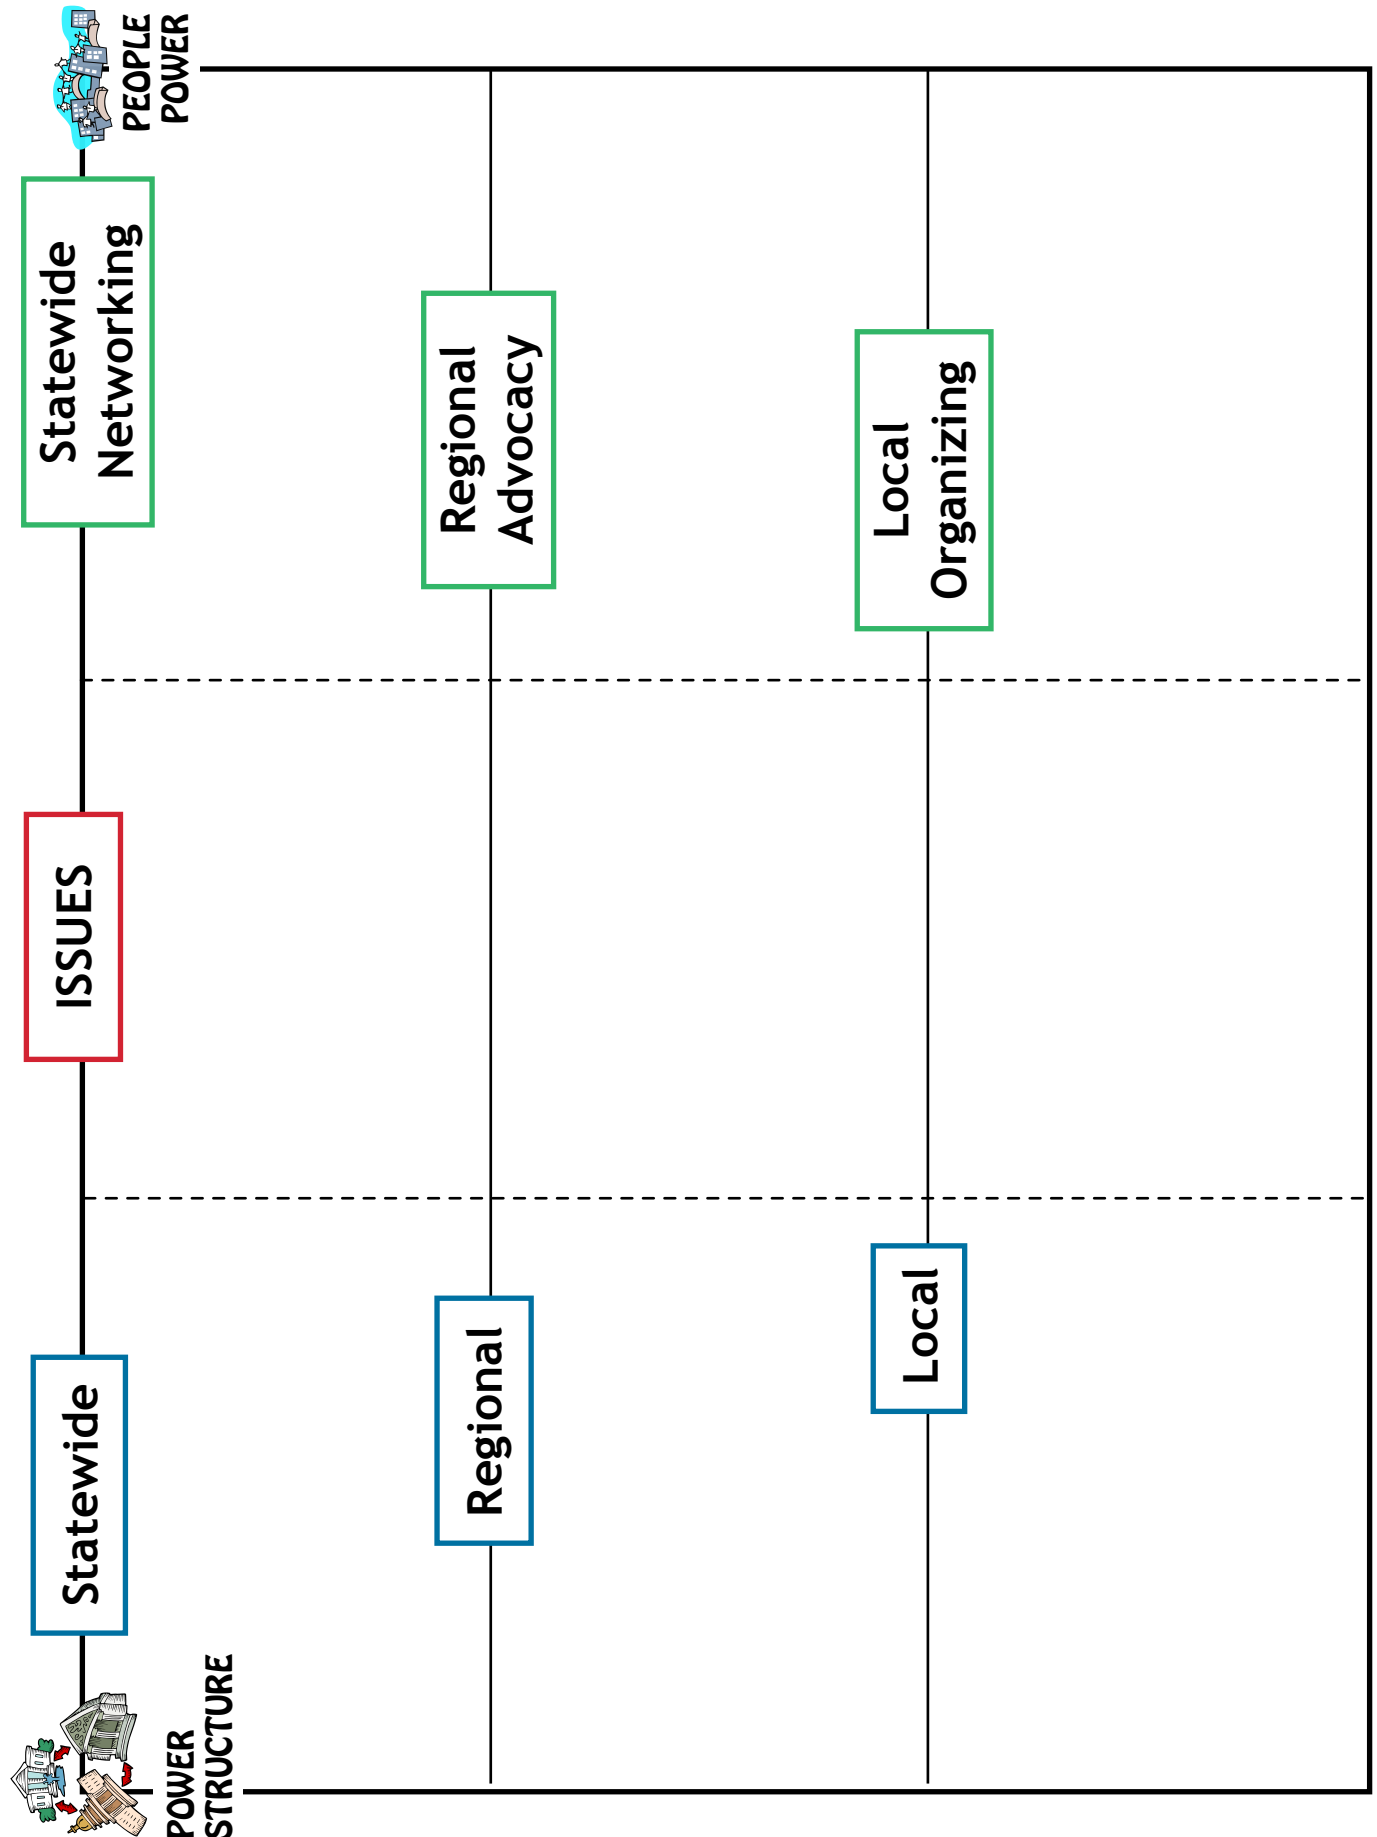 POWER
STRUCTURE
Statewide
ISSUES
Statewide
Networking
PEOPLE
POWER
Regional
Regional
Advocacy
Local
Local
Organizing